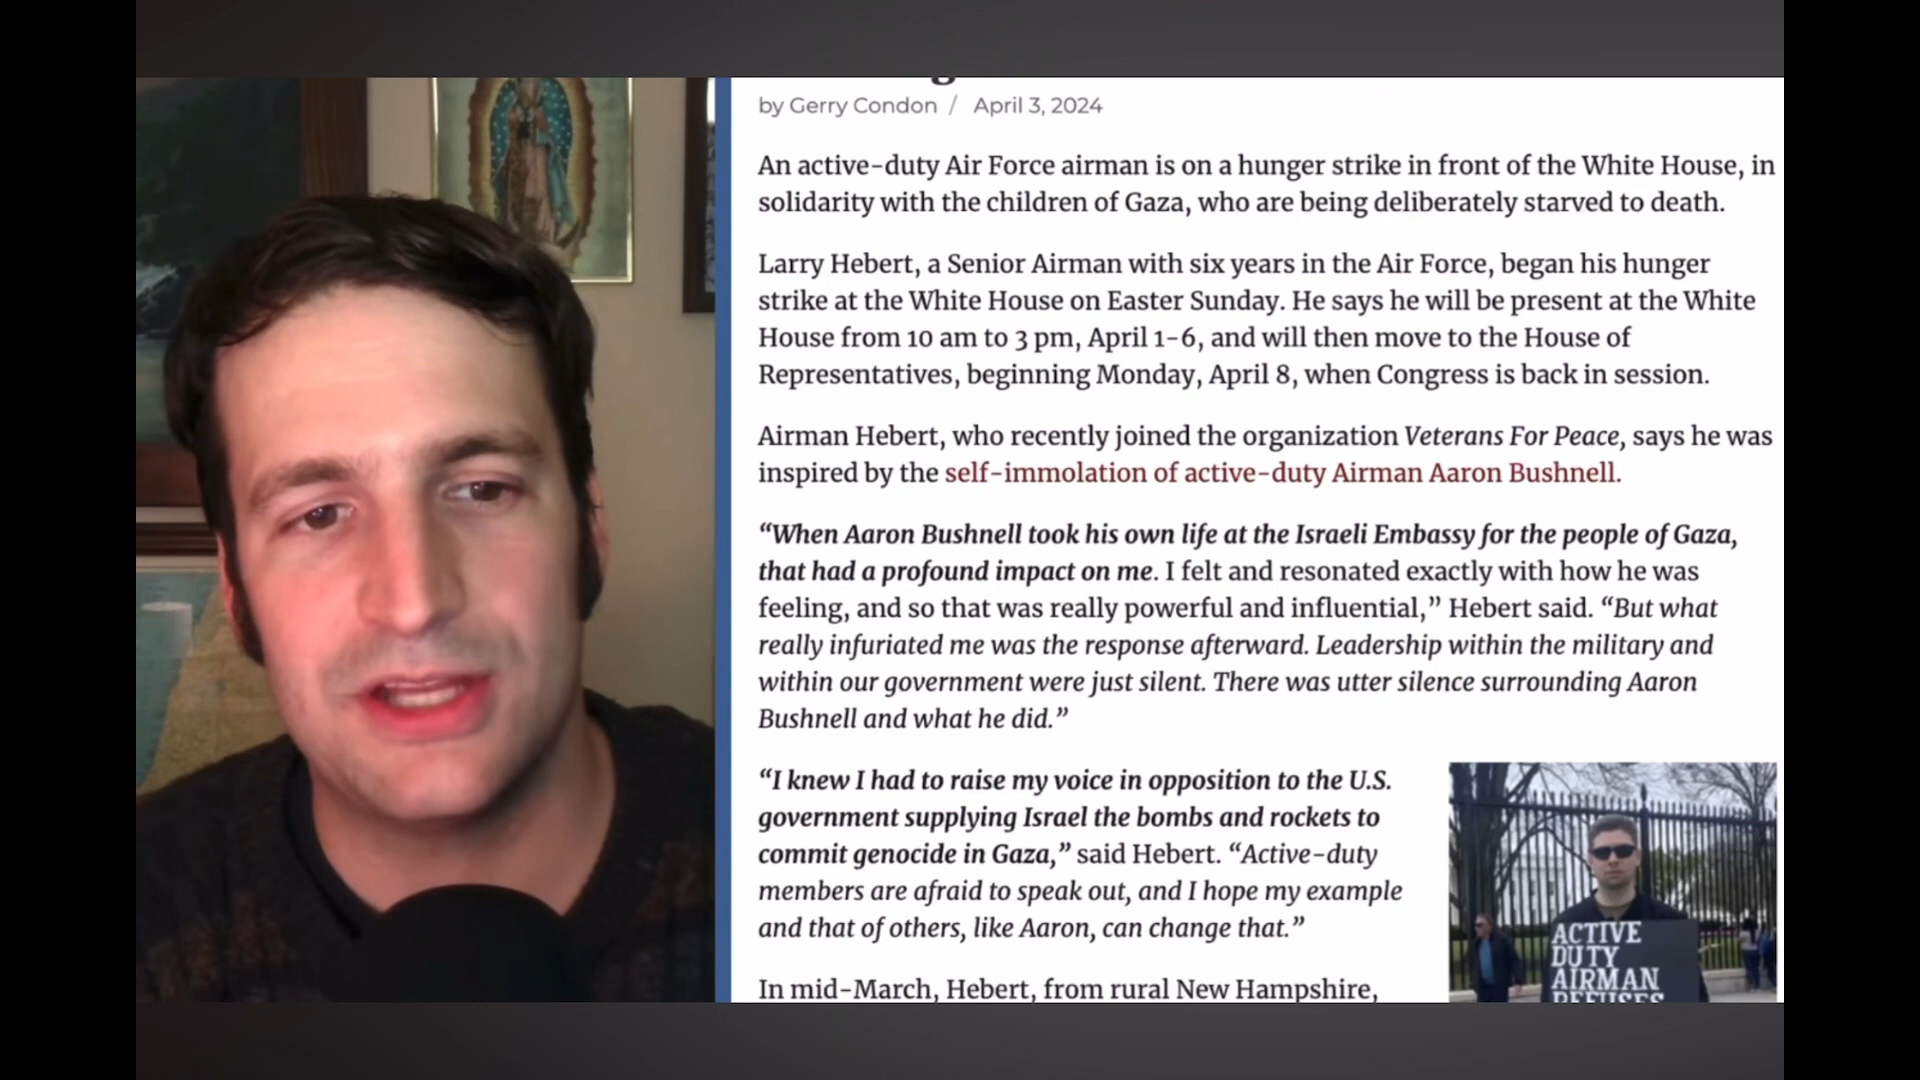 by Gerry Condon / April 3, 2024
An active-duty Air Force airman is on a hunger strike in front of the White House, in
solidarity with the children of Gaza, who are being deliberately starved to death.
Larry Hebert, a Senior Airman with six years in the Air Force, began his hunger
strike at the White House on Easter Sunday. He says he will be present at the White
House from 10 am to 3 pm, April 1-6, and will then move to the House of
Representatives, beginning Monday, April 8, when Congress is back in session.
Airman Hebert, who recently joined the organization Veterans For Peace, says he was
inspired by the self-immolation of active-duty Airman Aaron Bushnell.
“When Aaron Bushnell took his own life at the Israeli Embassy for the people of Gaza,
that had a profound impact on me. I felt and resonated exactly with how he was
feeling, and so that was really powerful and influential,” Hebert said. “But what
really infuriated me was the response afterward. Leadership within the military and
within our government were just silent. There was utter silence surrounding Aaron
Bushnell and what he did.”
“I knew I had to raise my voice in opposition to the U.S.
government supplying Israel the bombs and rockets to
commit genocide in Gaza,” said Hebert. “Active-duty
members are afraid to speak out, and I hope my example
and that of others, like Aaron, can change that.”
In mid-March, Hebert, from rural New Hampshire,
ACTIVE
DUTY
AIRMAN
REFUSES